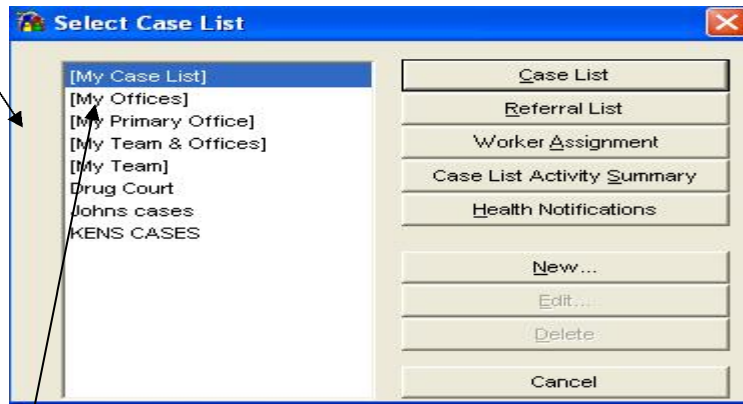 Select Case List
[My Case List]
[My Offices]
[My Primary Office]
[My Team & Offices]
[My Team]
Drug Court
Johns cases
KENS CASES
Case List
Referral List
Worker Assignment
Case List Activity Summary
Health Notifications
New...
Edit...
Delete
Cancel